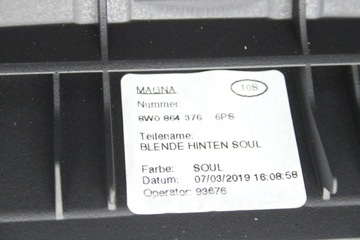 MAGNA 10S
Nummer:
8W0 864 376 6PS
Teilename:
BLENDE HINTEN SOUL
Farbe: SOUL
Datum: 07/03/2019 16:08:58
Operator: 93676